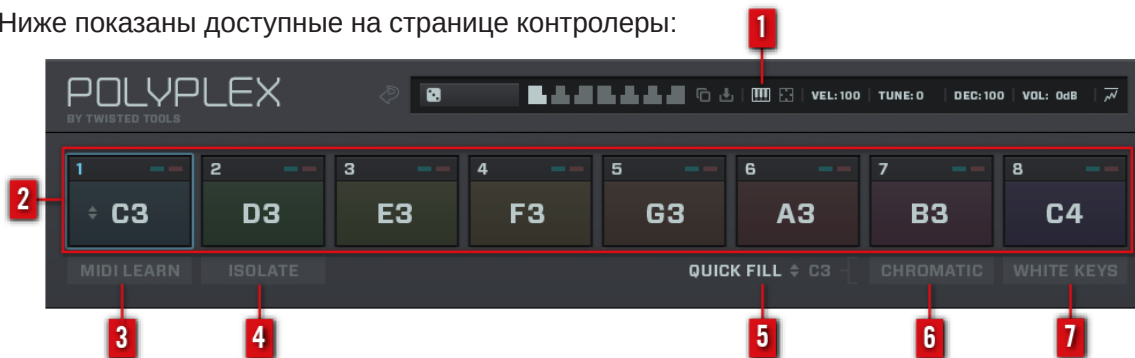 Ниже показаны доступные на странице контролеры:
1
POLYPLEX
BY TWISTED TOOLS
VEL: 100 TUNE: 0 DEC: 100 VOL: 0dB
1 2 3 4 5 6 7 8
2
C3 D3 E3 F3 G3 A3 B3 C4
MIDI LEARN ISOLATE QUICK FILL C3 CHROMATIC WHITE KEYS
3 4 5 6 7